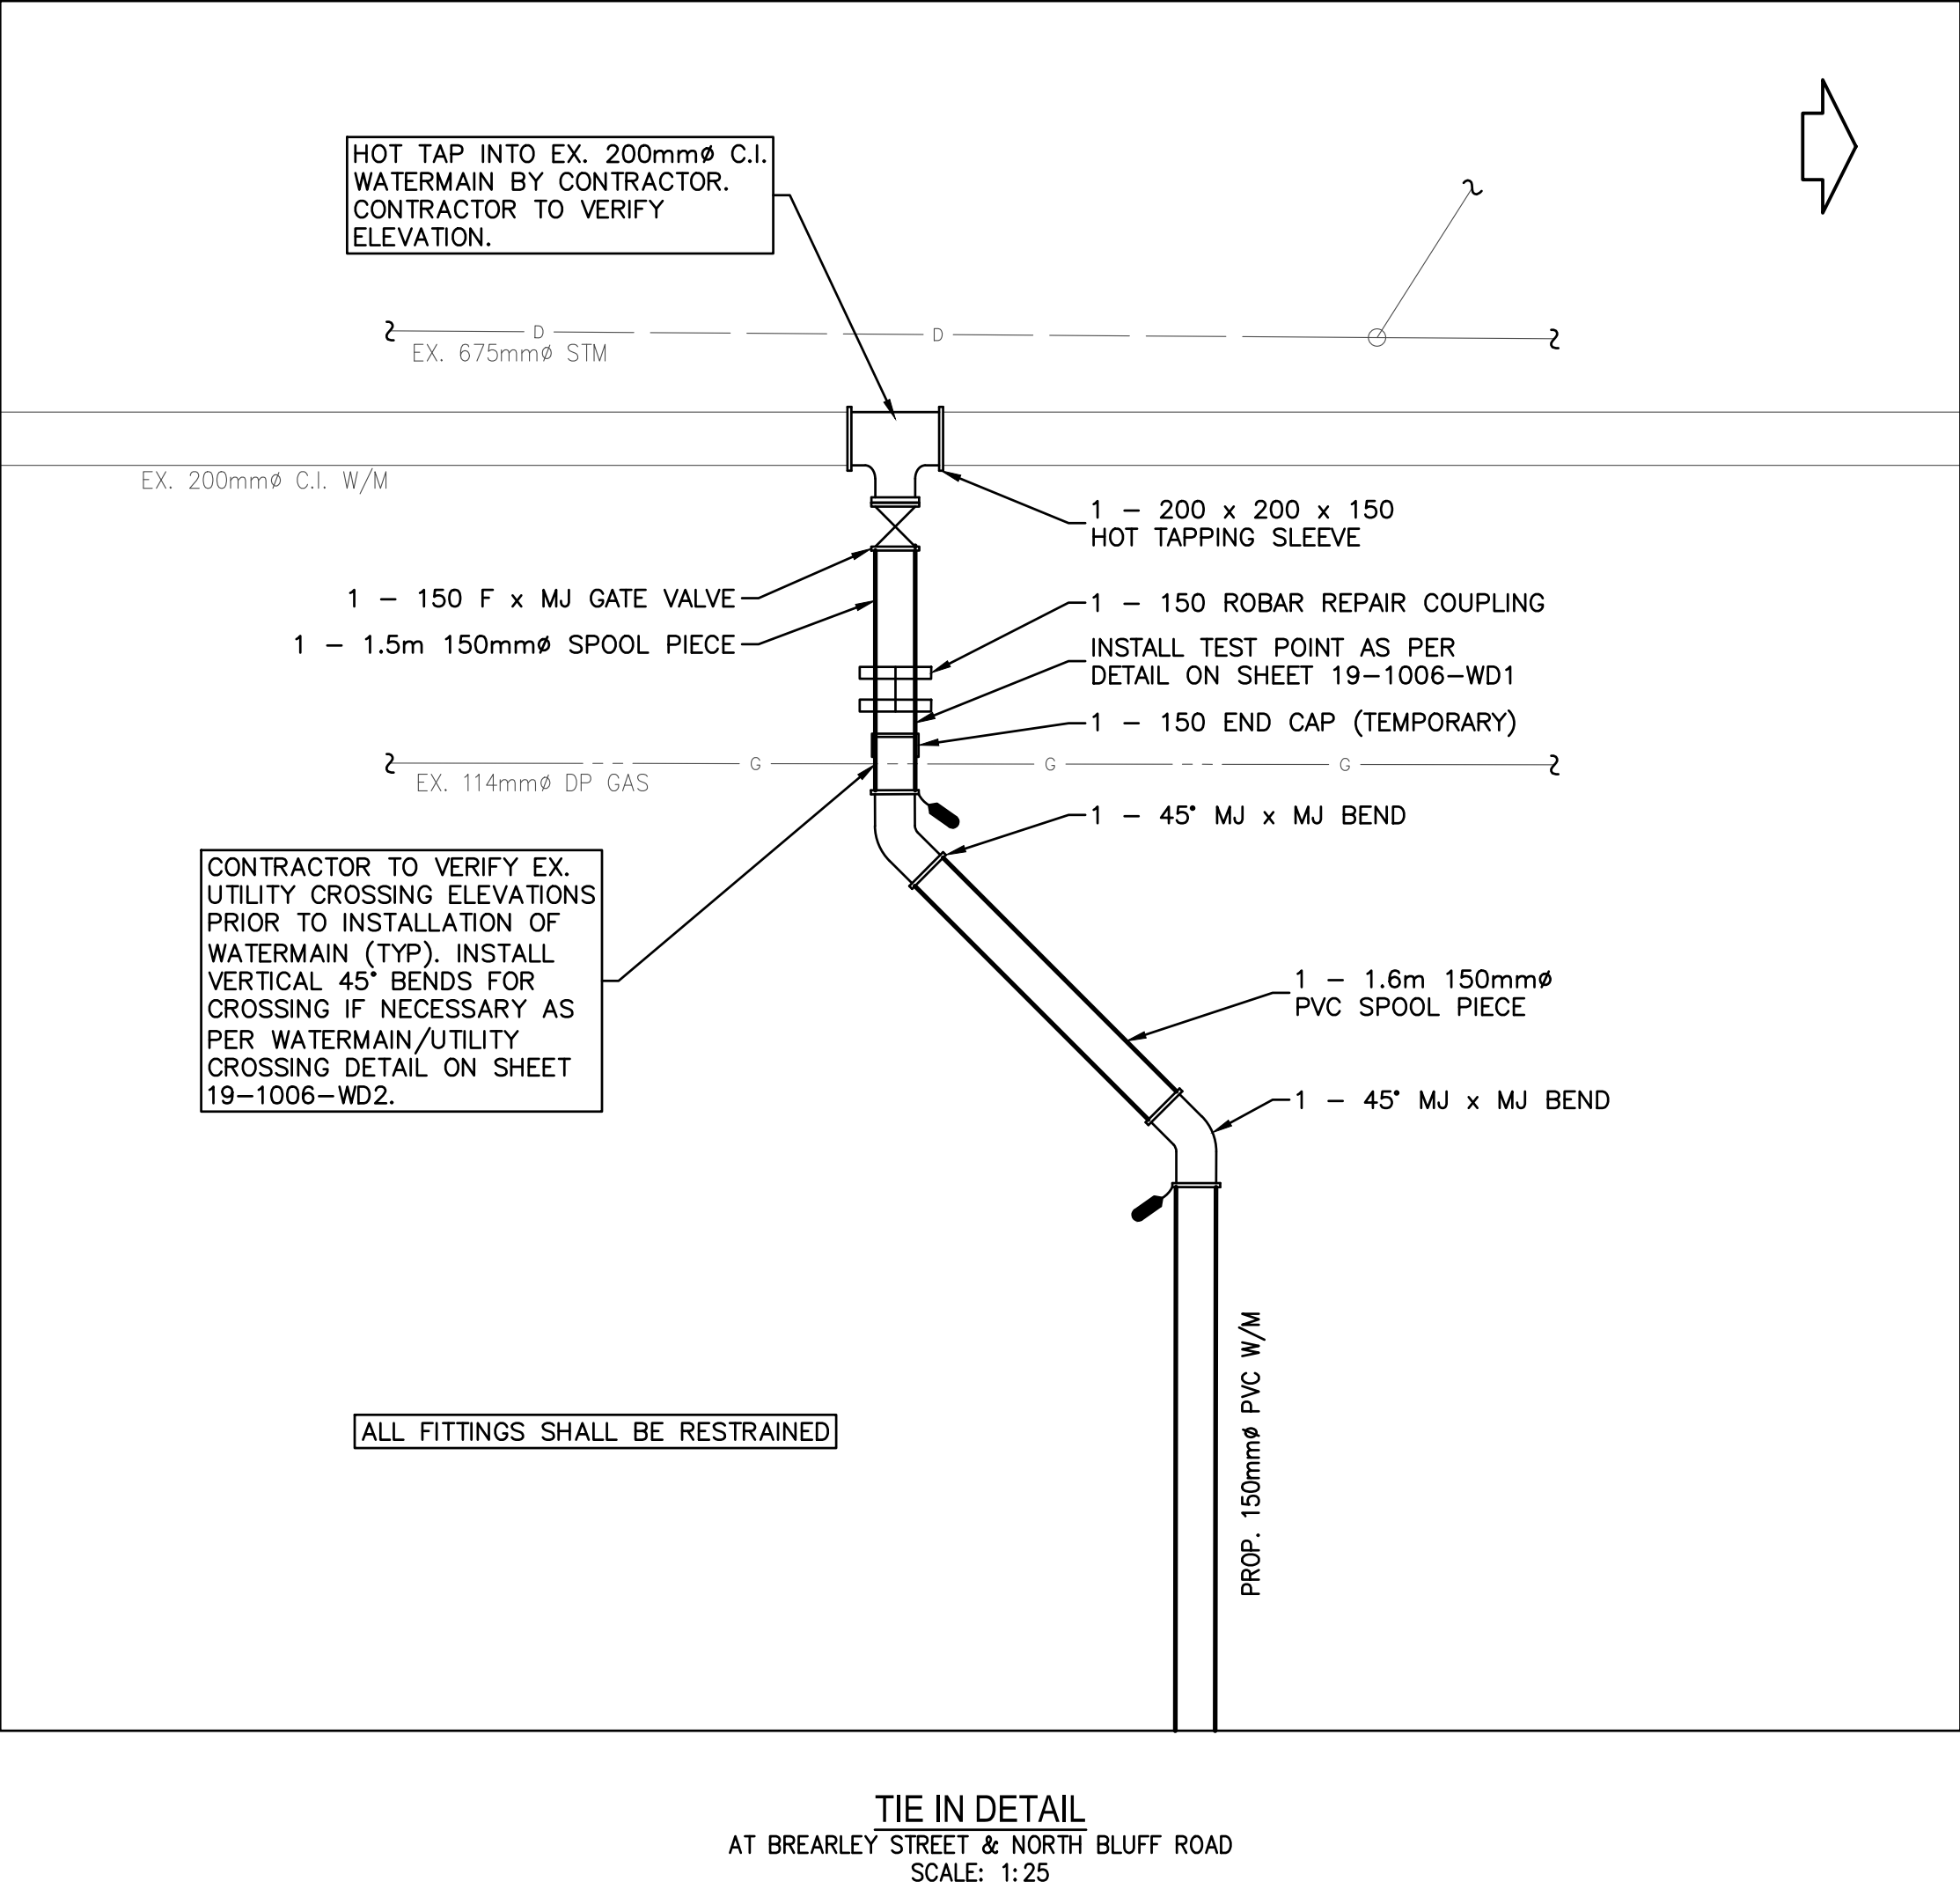 HOT TAP INTO EX. 200mmø C.I.
WATERMAIN BY CONTRACTOR.
CONTRACTOR TO VERIFY
ELEVATION.
D
D
EX. 675mmø STM
EX. 200mmø C.I. W/M
1 - 200 x 200 x 150
HOT TAPPING SLEEVE
1 - 150 F x MJ GATE VALVE
1 - 1.5m 150mmø SPOOL PIECE
1 - 150 ROBAR REPAIR COUPLING
INSTALL TEST POINT AS PER
DETAIL ON SHEET 19-1006-WD1
1 - 150 END CAP (TEMPORARY)
G
G
G
EX. 114mmø DP GAS
1 - 45° MJ x MJ BEND
CONTRACTOR TO VERIFY EX.
UTILITY CROSSING ELEVATIONS
PRIOR TO INSTALLATION OF
WATERMAIN (TYP). INSTALL
VERTICAL 45° BENDS FOR
CROSSING IF NECESSARY AS
PER WATERMAIN/UTILITY
CROSSING DETAIL ON SHEET
19-1006-WD2.
1 - 1.6m 150mmø
PVC SPOOL PIECE
1 - 45° MJ x MJ BEND
PROP. 150mmø PVC W/M
ALL FITTINGS SHALL BE RESTRAINED
TIE IN DETAIL
AT BREARLEY STREET & NORTH BLUFF ROAD
SCALE: 1:25